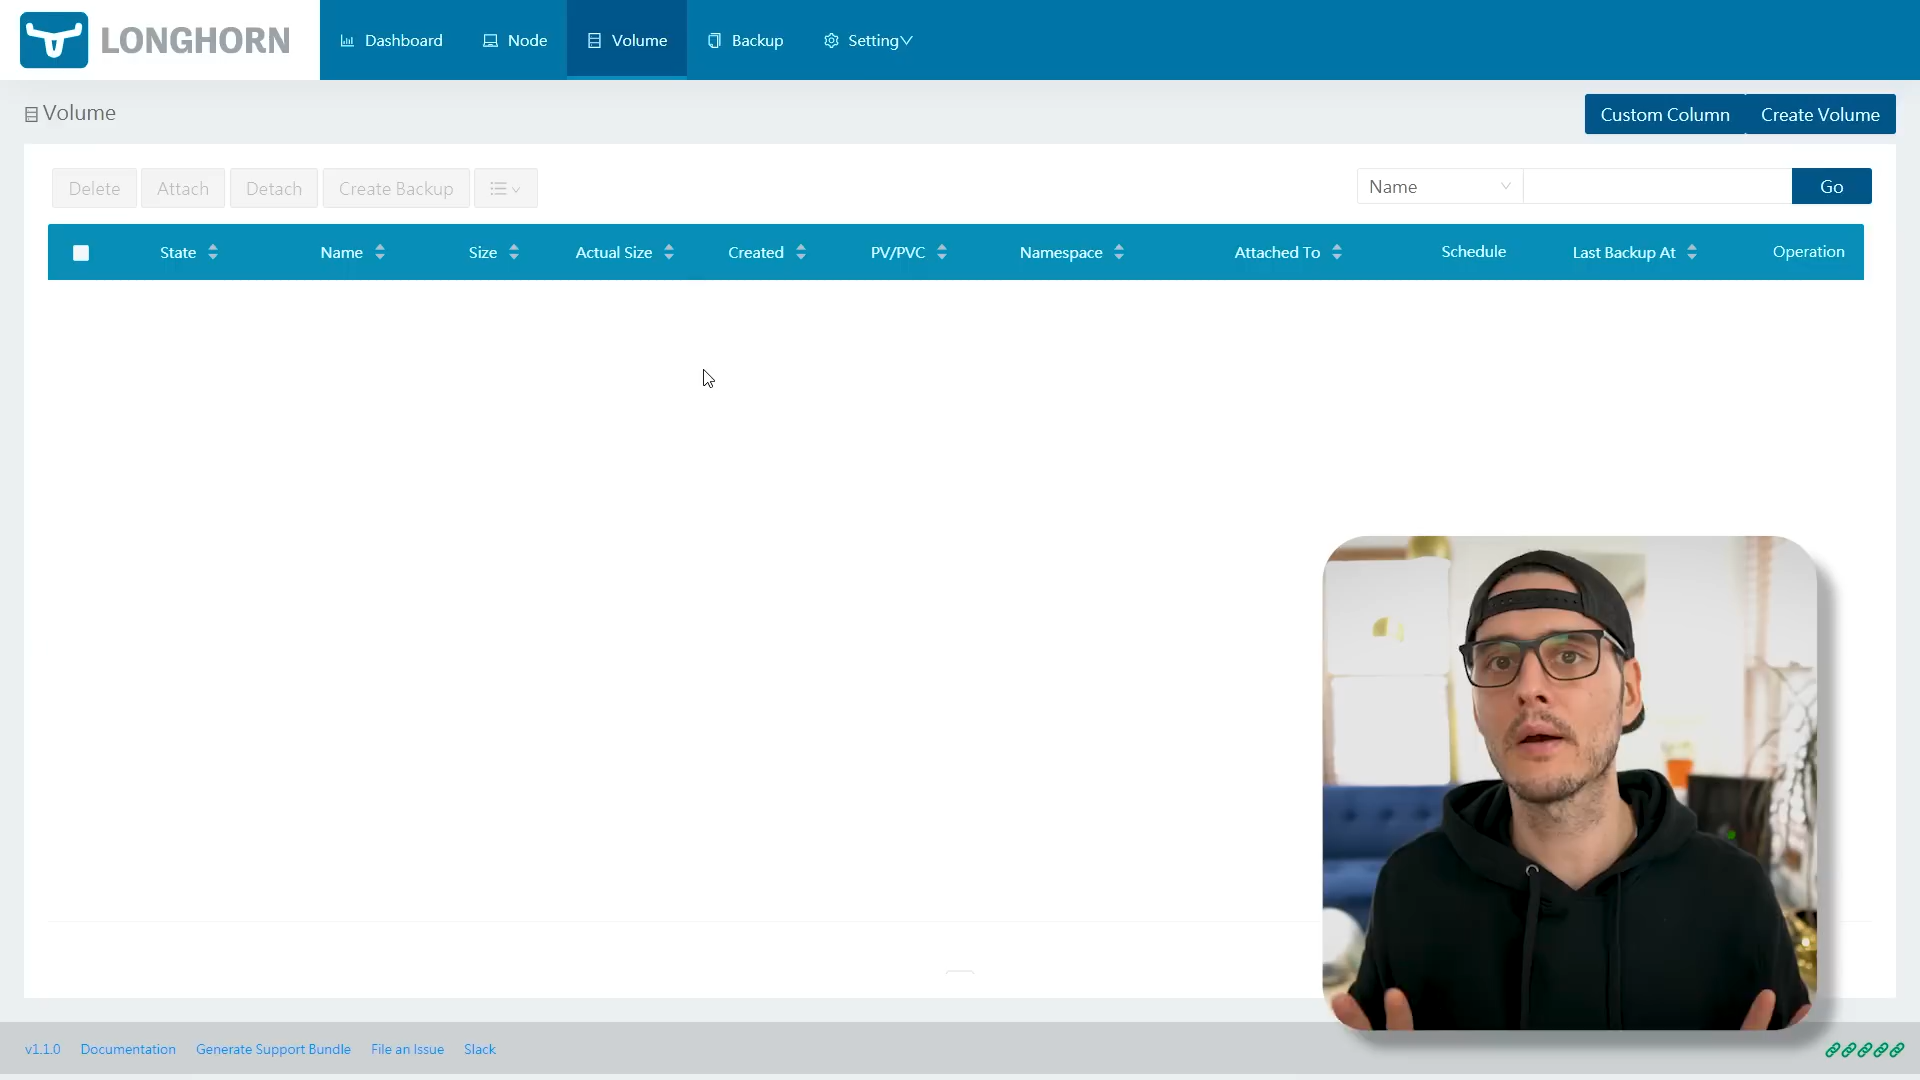 LONGHORN
Dashboard
Node
Volume
Backup
Setting
Volume
Custom Column
Create Volume
Delete
Attach
Detach
Create Backup
Name
Go
State
Name
Size
Actual Size
Created
PV/PVC
Namespace
Attached To
Schedule
Last Backup At
Operation
v1.1.0
Documentation
Generate Support Bundle
File an Issue
Slack